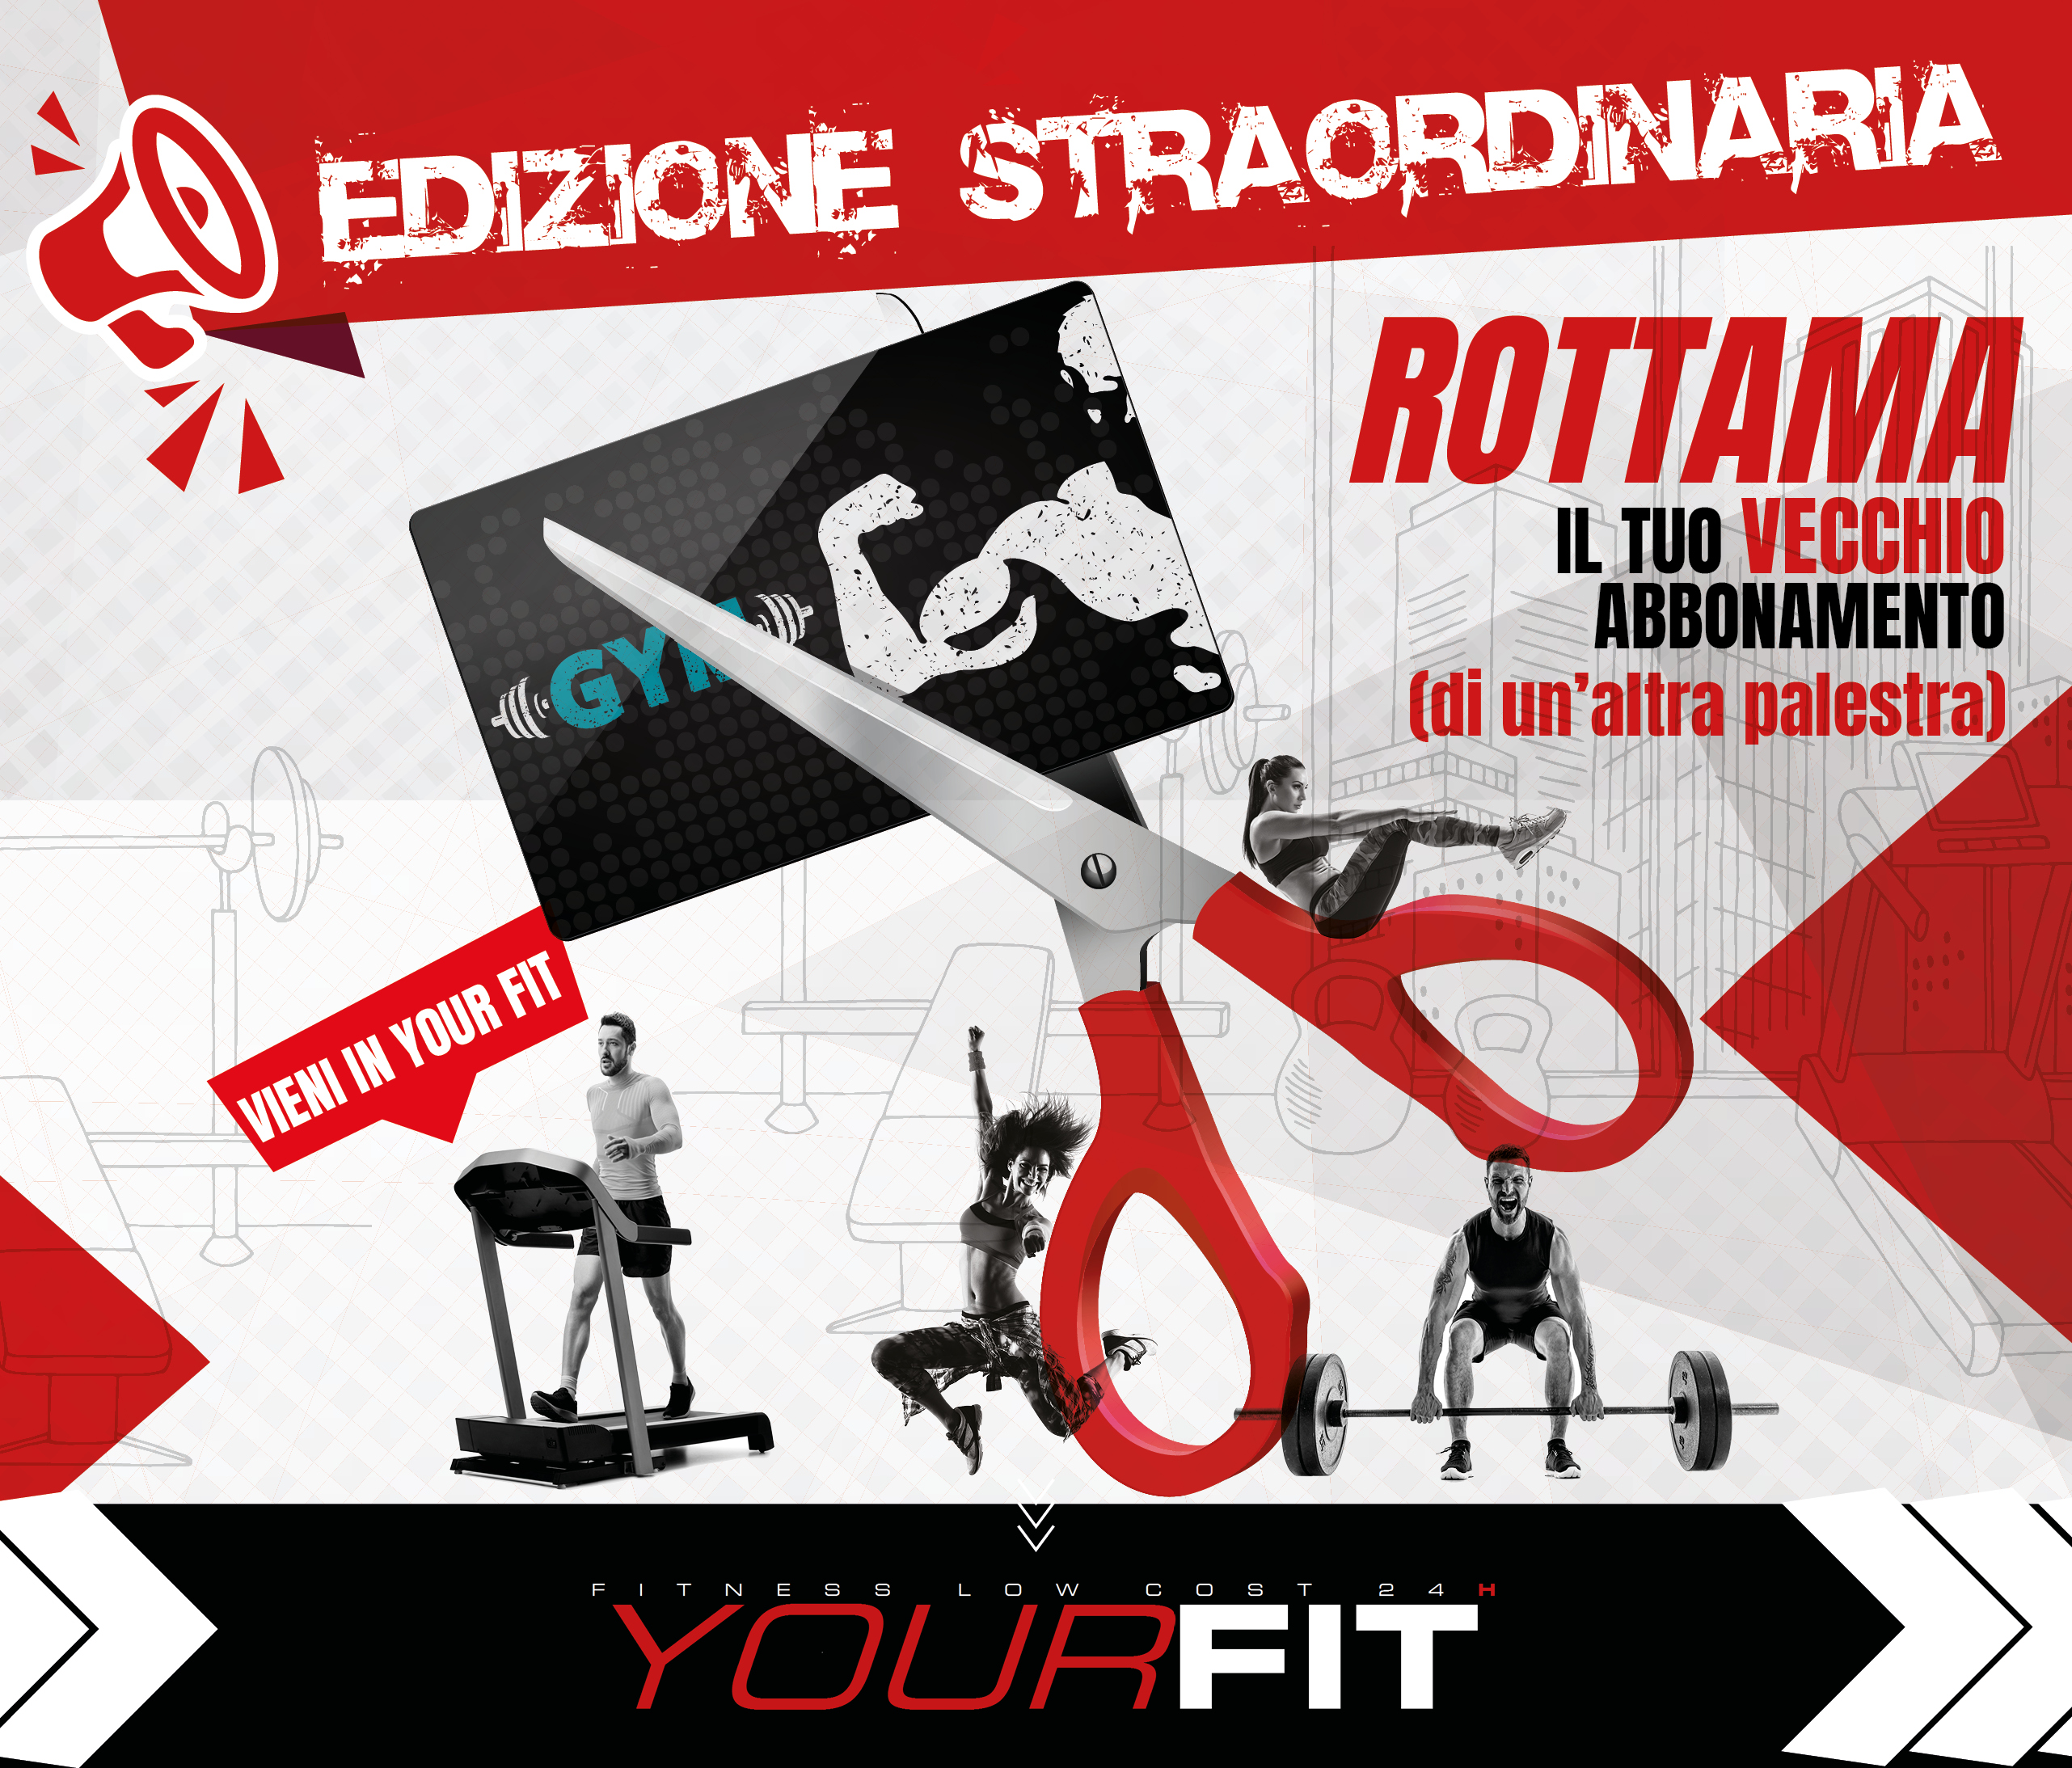 EDIZIONE STRAORDINARIA
ROTTAMA
IL TUO VECCHIO
ABBONAMENTO
(di un'altra palestra)
GYM
VIENI IN YOUR FIT
FITNESS LOW COST 24H
YOURFIT